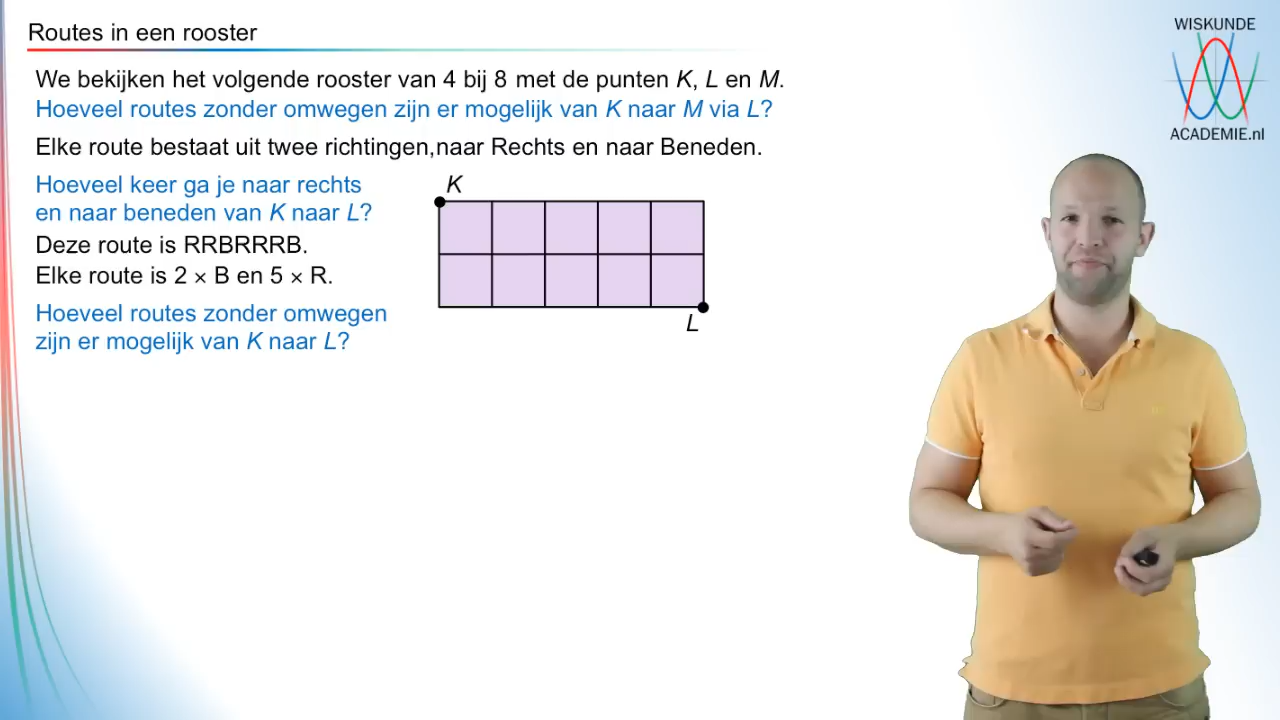 Routes in een rooster
WISKUNDE
ACADEMIE.nl
We bekijken het volgende rooster van 4 bij 8 met de punten K, L en M.
Hoeveel routes zonder omwegen zijn er mogelijk van K naar M via L?
Elke route bestaat uit twee richtingen,naar Rechts en naar Beneden.
Hoeveel keer ga je naar rechts
en naar beneden van K naar L?
Deze route is RRBRRRB.
Elke route is 2 × B en 5 × R.
Hoeveel routes zonder omwegen
zijn er mogelijk van K naar L?
K
L